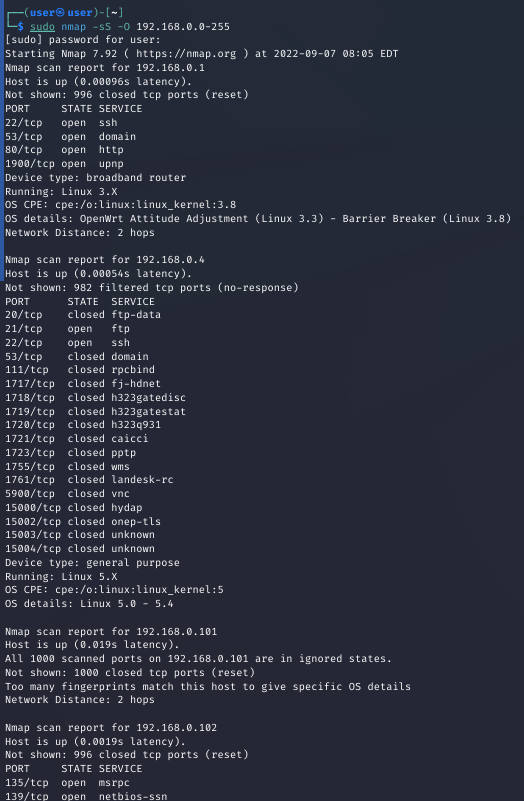 ┌──(user㉿user)-[~]
└─$ sudo nmap -sS -O 192.168.0.0-255
[sudo] password for user:
Starting Nmap 7.92 ( https://nmap.org ) at 2022-09-07 08:05 EDT
Nmap scan report for 192.168.0.1
Host is up (0.00096s latency).
Not shown: 996 closed tcp ports (reset)
PORT     STATE SERVICE
22/tcp   open  ssh
53/tcp   open  domain
80/tcp   open  http
1900/tcp open  upnp
Device type: broadband router
Running: Linux 3.X
OS CPE: cpe:/o:linux:linux_kernel:3.8
OS details: OpenWrt Attitude Adjustment (Linux 3.3) - Barrier Breaker (Linux 3.8)
Network Distance: 2 hops

Nmap scan report for 192.168.0.4
Host is up (0.00054s latency).
Not shown: 982 filtered tcp ports (no-response)
PORT      STATE  SERVICE
20/tcp    closed ftp-data
21/tcp    open   ftp
22/tcp    open   ssh
53/tcp    closed domain
111/tcp   closed rpcbind
1717/tcp  closed fj-hdnet
1718/tcp  closed h323gatedisc
1719/tcp  closed h323gatestat
1720/tcp  closed h323q931
1721/tcp  closed caicci
1723/tcp  closed pptp
1755/tcp  closed wms
1761/tcp  closed landesk-rc
5900/tcp  closed vnc
15000/tcp closed hydap
15002/tcp closed onep-tls
15003/tcp closed unknown
15004/tcp closed unknown
Device type: general purpose
Running: Linux 5.X
OS CPE: cpe:/o:linux:linux_kernel:5
OS details: Linux 5.0 - 5.4

Nmap scan report for 192.168.0.101
Host is up (0.019s latency).
All 1000 scanned ports on 192.168.0.101 are in ignored states.
Not shown: 1000 closed tcp ports (reset)
Too many fingerprints match this host to give specific OS details
Network Distance: 2 hops

Nmap scan report for 192.168.0.102
Host is up (0.0019s latency).
Not shown: 996 closed tcp ports (reset)
PORT     STATE SERVICE
135/tcp  open  msrpc
139/tcp  open  netbios-ssn